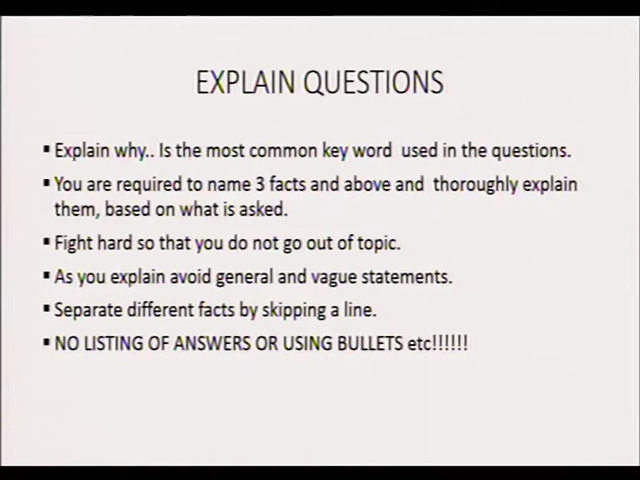 EXPLAIN QUESTIONS
▪ Explain why.. Is the most common key word used in the questions.
▪ You are required to name 3 facts and above and thoroughly explain
them, based on what is asked.
▪ Fight hard so that you do not go out of topic.
▪ As you explain avoid general and vague statements.
▪ Separate different facts by skipping a line.
▪ NO LISTING OF ANSWERS OR USING BULLETS etc!!!!!!